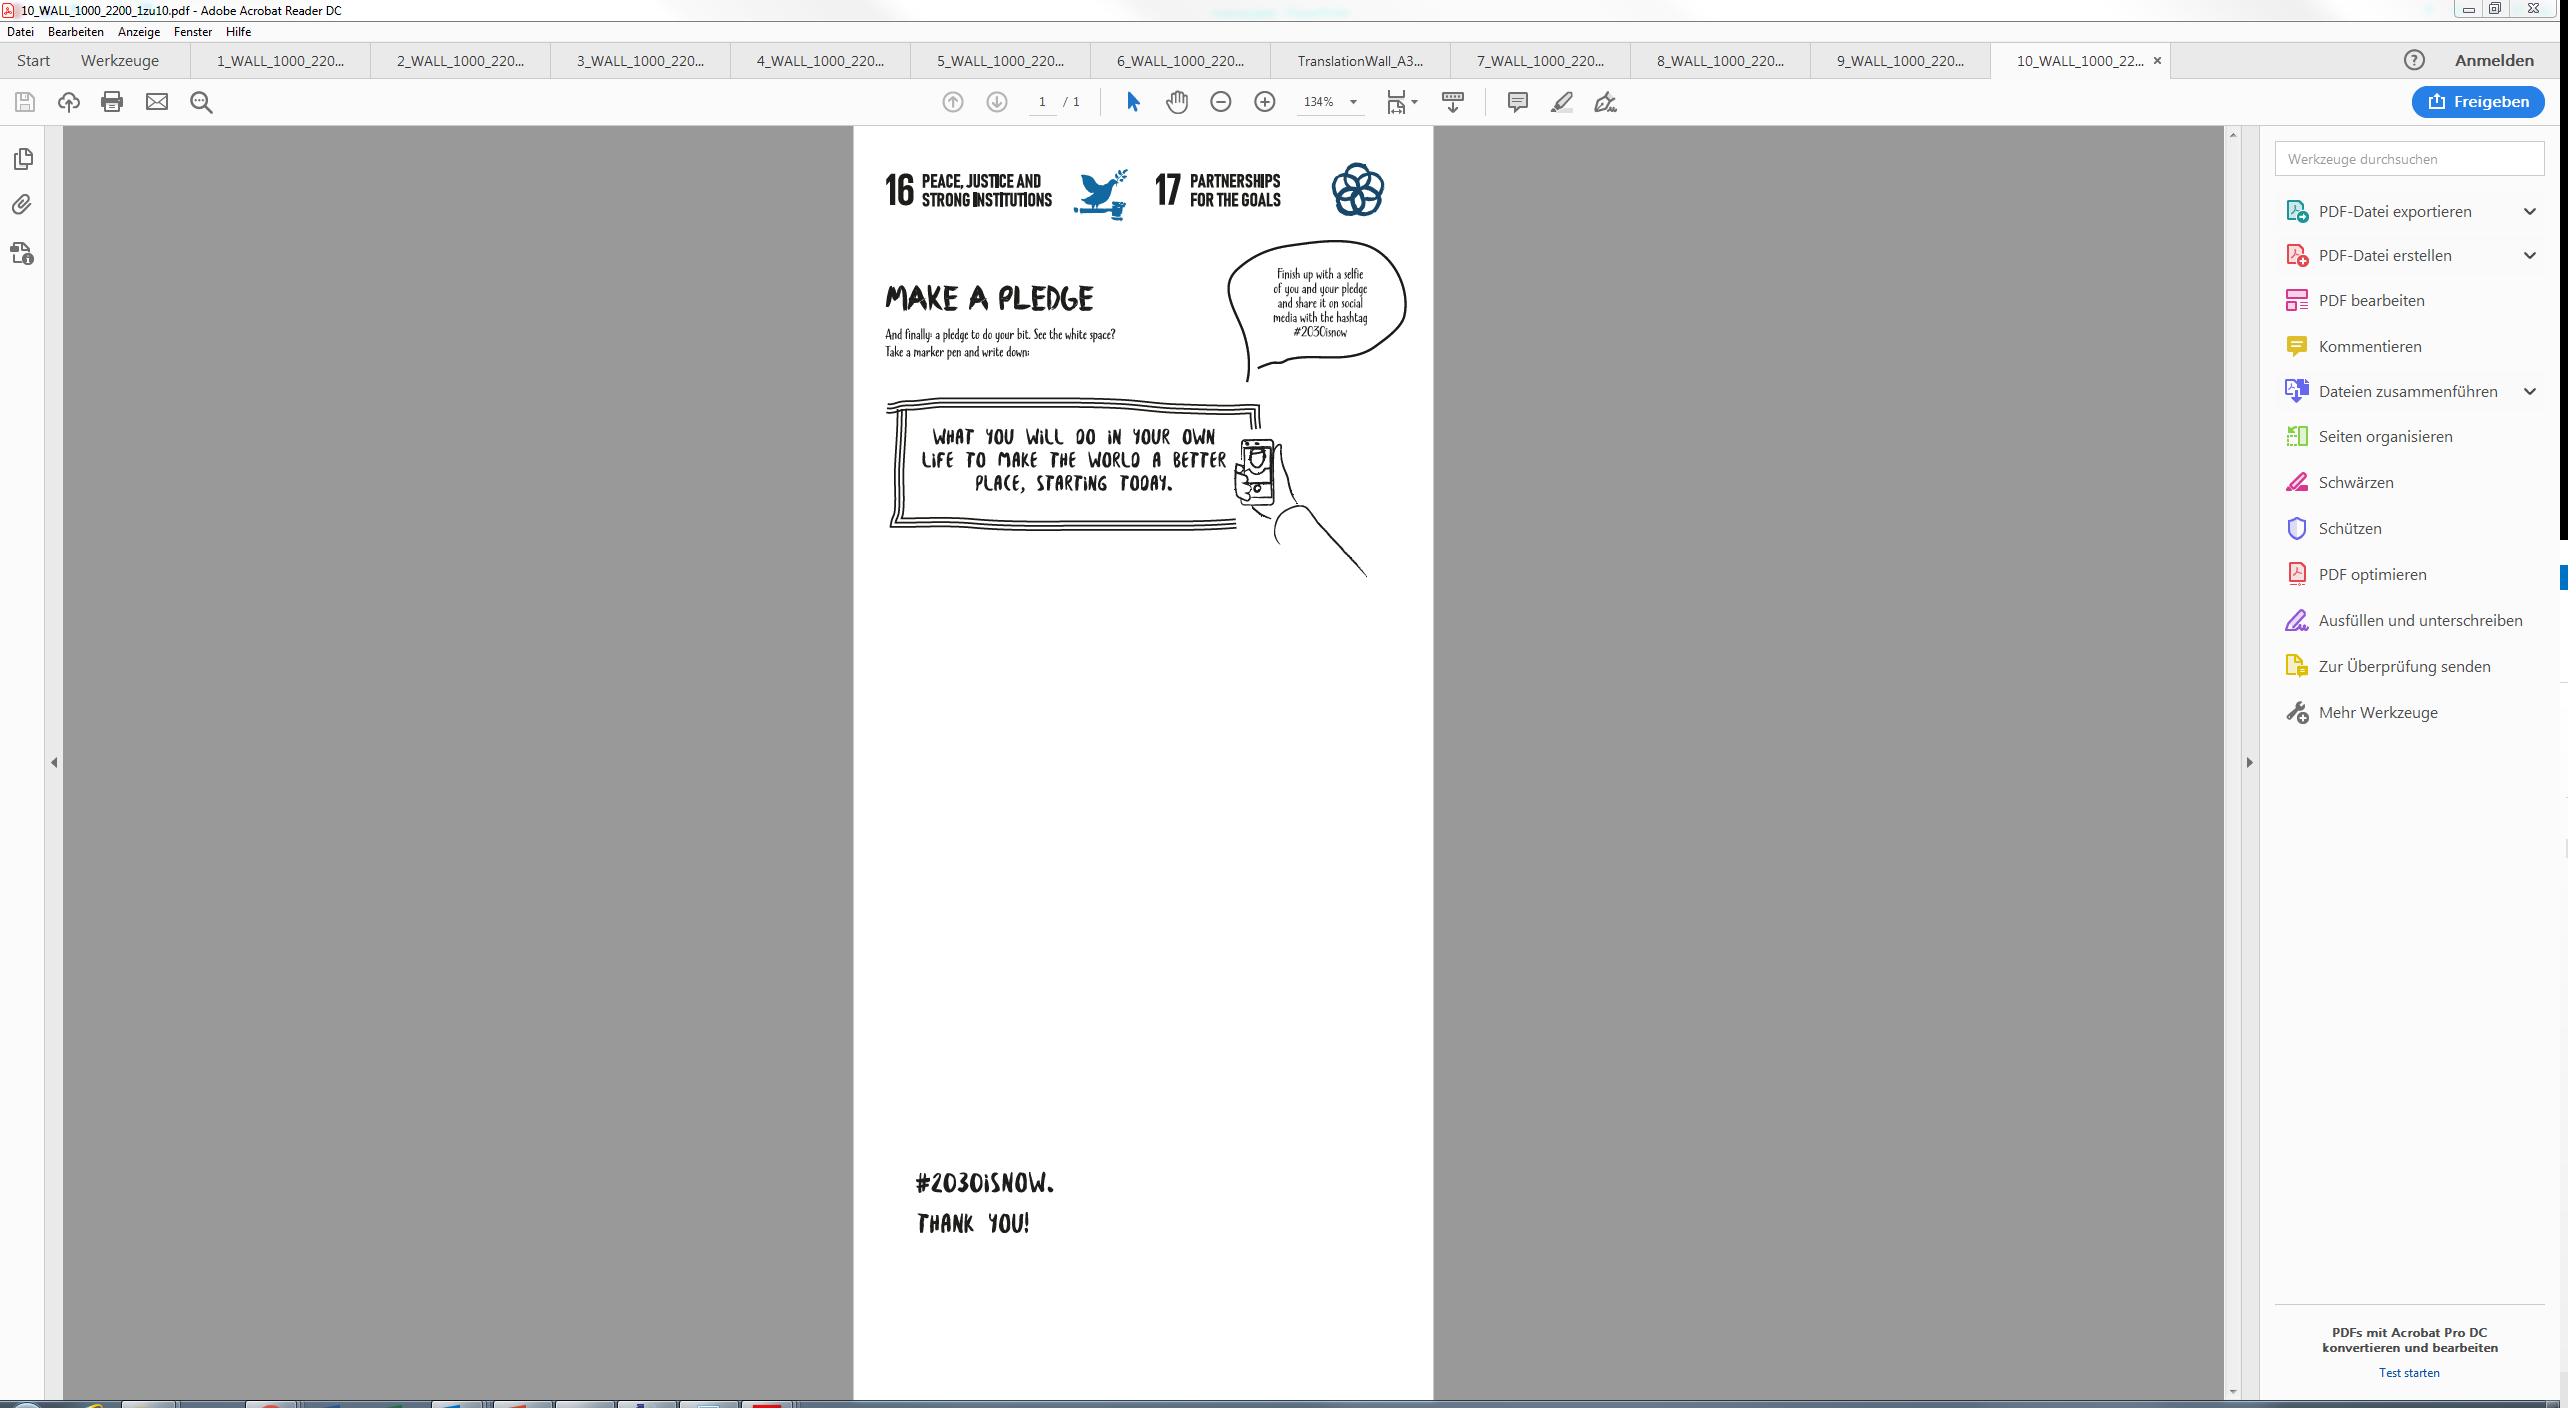 10_WALL_1000_2200_1zu10.pdf - Adobe Acrobat Reader DC
Datei Bearbeiten Anzeige Fenster Hilfe
Start Werkzeuge 1_WALL_1000_220... 2_WALL_1000_220... 3_WALL_1000_220... 4_WALL_1000_220... 5_WALL_1000_220... 6_WALL_1000_220... TranslationWall_A3... 7_WALL_1000_220... 8_WALL_1000_220... 9_WALL_1000_220... 10_WALL_1000_22... Anmelden
1 / 1 134% Freigeben
16 PEACE, JUSTICE AND
STRONG INSTITUTIONS
17 PARTNERSHIPS
FOR THE GOALS
MAKE A PLEDGE
And finally: a pledge to do your bit. See the white space?
Take a marker pen and write down:
Finish up with a selfie
of you and your pledge
and share it on social
media with the hashtag
#2030isnow
WHAT YOU WiLL DO iN YOUR OWN
LiFE TO MAKE THE WORLD A BETTER
PLACE, STARTiNG TODAY.
#2030iSNOW.
THANK YOU!
Werkzeuge durchsuchen
PDF-Datei exportieren
PDF-Datei erstellen
PDF bearbeiten
Kommentieren
Dateien zusammenführen
Seiten organisieren
Schwärzen
Schützen
PDF optimieren
Ausfüllen und unterschreiben
Zur Überprüfung senden
Mehr Werkzeuge
PDFs mit Acrobat Pro DC
konvertieren und bearbeiten
Test starten